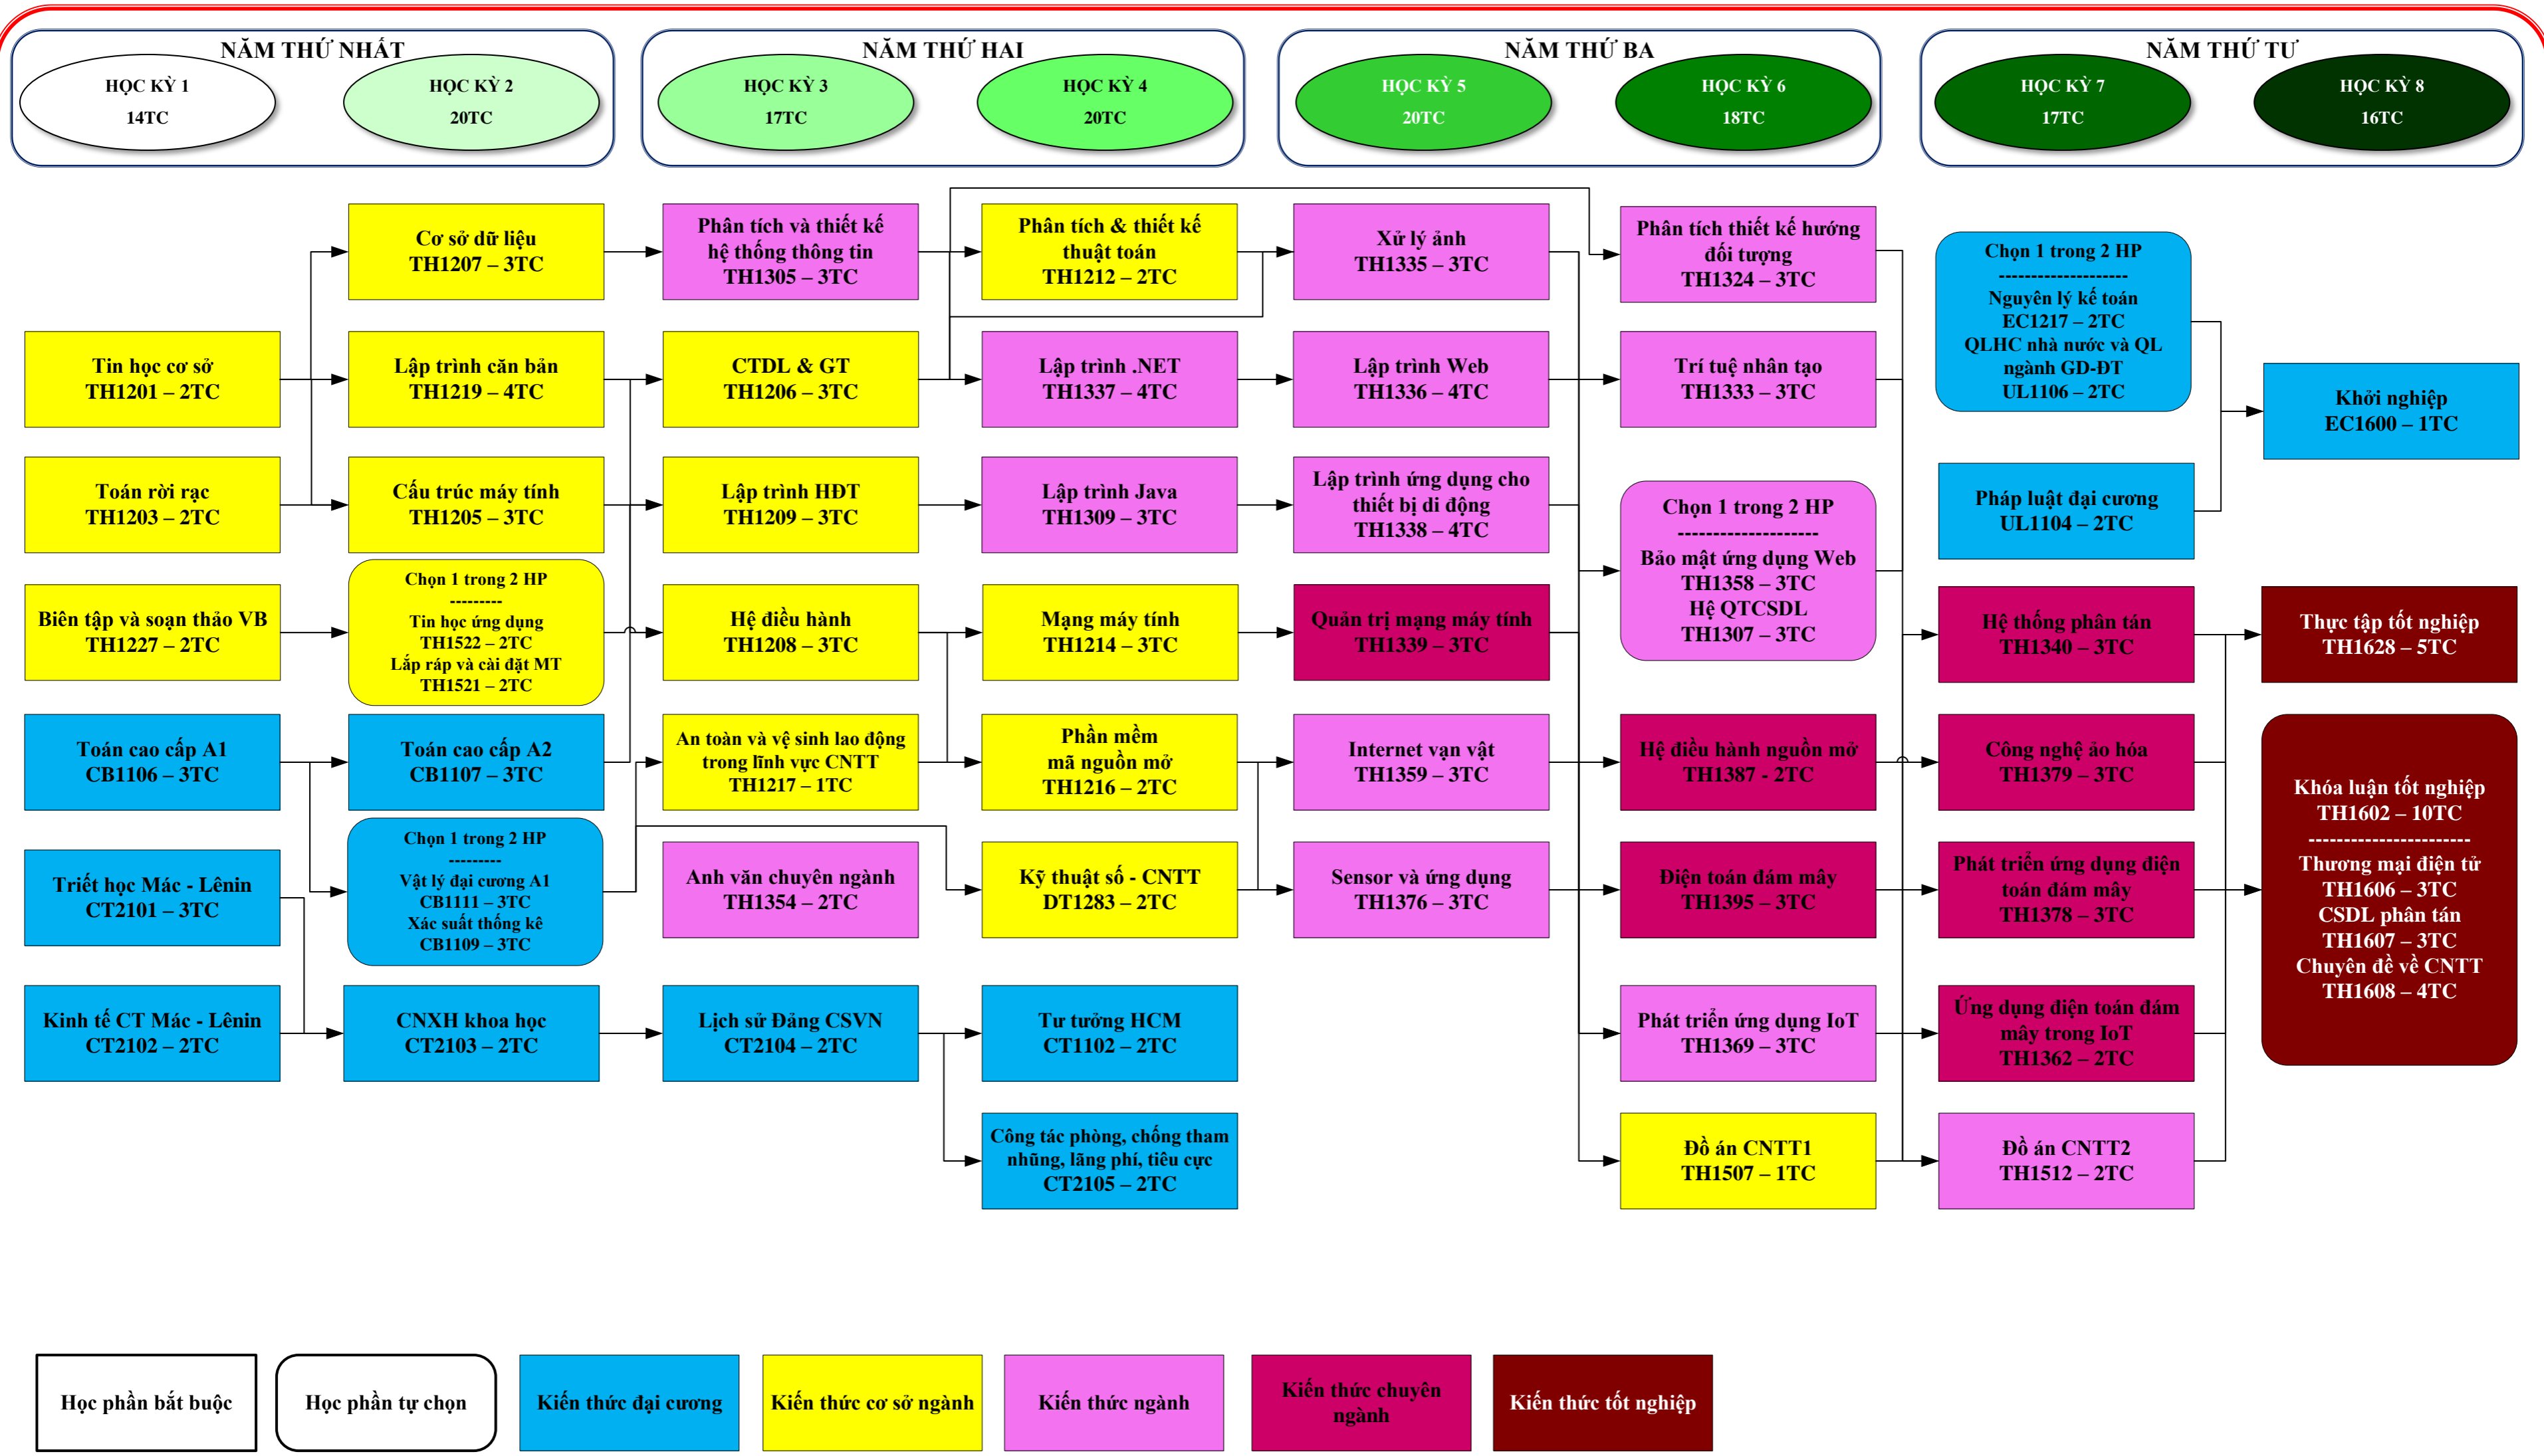 NĂM THỨ NHẤT
HỌC KỲ 1
14TC
HỌC KỲ 2
20TC
NĂM THỨ HAI
HỌC KỲ 3
17TC
HỌC KỲ 4
20TC
NĂM THỨ BA
HỌC KỲ 5
20TC
HỌC KỲ 6
18TC
NĂM THỨ TƯ
HỌC KỲ 7
17TC
HỌC KỲ 8
16TC
Tin học cơ sở
TH1201 – 2TC
Toán rời rạc
TH1203 – 2TC
Biên tập và soạn thảo VB
TH1227 – 2TC
Toán cao cấp A1
CB1106 – 3TC
Triết học Mác - Lênin
CT2101 – 3TC
Kinh tế CT Mác - Lênin
CT2102 – 2TC
Cơ sở dữ liệu
TH1207 – 3TC
Lập trình căn bản
TH1219 – 4TC
Cấu trúc máy tính
TH1205 – 3TC
Chọn 1 trong 2 HP
---------
Tin học ứng dụng
TH1522 – 2TC
Lắp ráp và cài đặt MT
TH1521 – 2TC
Toán cao cấp A2
CB1107 – 3TC
Chọn 1 trong 2 HP
---------
Vật lý đại cương A1
CB1111 – 3TC
Xác suất thống kê
CB1109 – 3TC
CNXH khoa học
CT2103 – 2TC
Phân tích và thiết kế
hệ thống thông tin
TH1305 – 3TC
CTDL & GT
TH1206 – 3TC
Lập trình HĐT
TH1209 – 3TC
Hệ điều hành
TH1208 – 3TC
An toàn và vệ sinh lao động
trong lĩnh vực CNTT
TH1217 – 1TC
Anh văn chuyên ngành
TH1354 – 2TC
Lịch sử Đảng CSVN
CT2104 – 2TC
Phân tích & thiết kế
thuật toán
TH1212 – 2TC
Lập trình .NET
TH1337 – 4TC
Lập trình Java
TH1309 – 3TC
Mạng máy tính
TH1214 – 3TC
Phần mềm
mã nguồn mở
TH1216 – 2TC
Kỹ thuật số - CNTT
DT1283 – 2TC
Tư tưởng HCM
CT1102 – 2TC
Công tác phòng, chống tham
nhũng, lãng phí, tiêu cực
CT2105 – 2TC
Xử lý ảnh
TH1335 – 3TC
Lập trình Web
TH1336 – 4TC
Lập trình ứng dụng cho
thiết bị di động
TH1338 – 4TC
Quản trị mạng máy tính
TH1339 – 3TC
Internet vạn vật
TH1359 – 3TC
Sensor và ứng dụng
TH1376 – 3TC
Phân tích thiết kế hướng
đối tượng
TH1324 – 3TC
Trí tuệ nhân tạo
TH1333 – 3TC
Chọn 1 trong 2 HP
--------------------
Bảo mật ứng dụng Web
TH1358 – 3TC
Hệ QTCSDL
TH1307 – 3TC
Hệ điều hành nguồn mở
TH1387 - 2TC
Điện toán đám mây
TH1395 – 3TC
Phát triển ứng dụng IoT
TH1369 – 3TC
Đồ án CNTT1
TH1507 – 1TC
Chọn 1 trong 2 HP
--------------------
Nguyên lý kế toán
EC1217 – 2TC
QLHC nhà nước và QL
ngành GD-ĐT
UL1106 – 2TC
Pháp luật đại cương
UL1104 – 2TC
Hệ thống phân tán
TH1340 – 3TC
Công nghệ ảo hóa
TH1379 – 3TC
Phát triển ứng dụng điện
toán đám mây
TH1378 – 3TC
Ứng dụng điện toán đám
mây trong IoT
TH1362 – 2TC
Đồ án CNTT2
TH1512 – 2TC
Khởi nghiệp
EC1600 – 1TC
Thực tập tốt nghiệp
TH1628 – 5TC
Khóa luận tốt nghiệp
TH1602 – 10TC
-----------------------
Thương mại điện tử
TH1606 – 3TC
CSDL phân tán
TH1607 – 3TC
Chuyên đề về CNTT
TH1608 – 4TC
Học phần bắt buộc
Học phần tự chọn
Kiến thức đại cương
Kiến thức cơ sở ngành
Kiến thức ngành
Kiến thức chuyên
ngành
Kiến thức tốt nghiệp